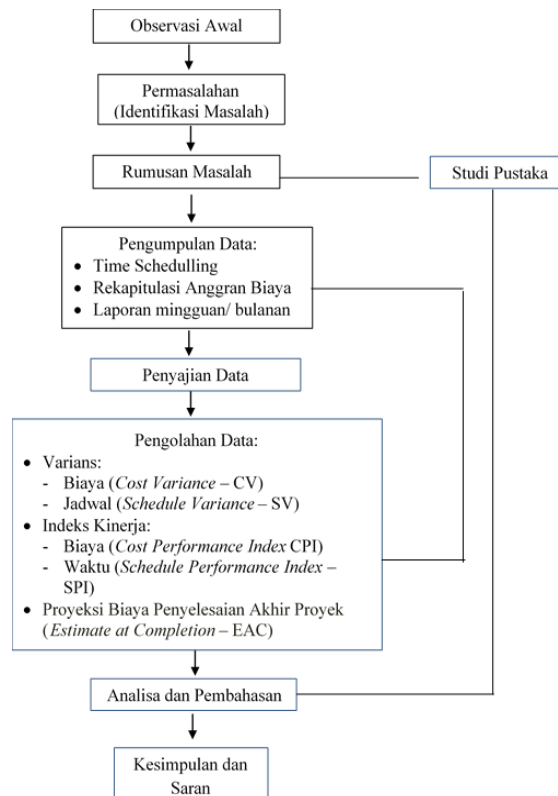 Observasi Awal
Permasalahan
(Identifikasi Masalah)
Rumusan Masalah
Studi Pustaka
Pengumpulan Data:
• Time Schedulling
• Rekapitulasi Anggran Biaya
• Laporan mingguan/ bulanan
Penyajian Data
Pengolahan Data:
• Varians:
- Biaya (Cost Variance – CV)
- Jadwal (Schedule Variance – SV)
• Indeks Kinerja:
- Biaya (Cost Performance Index CPI)
- Waktu (Schedule Performance Index –
SPI)
• Proyeksi Biaya Penyelesaian Akhir Proyek
(Estimate at Completion – EAC)
Analisa dan Pembahasan
Kesimpulan dan
Saran